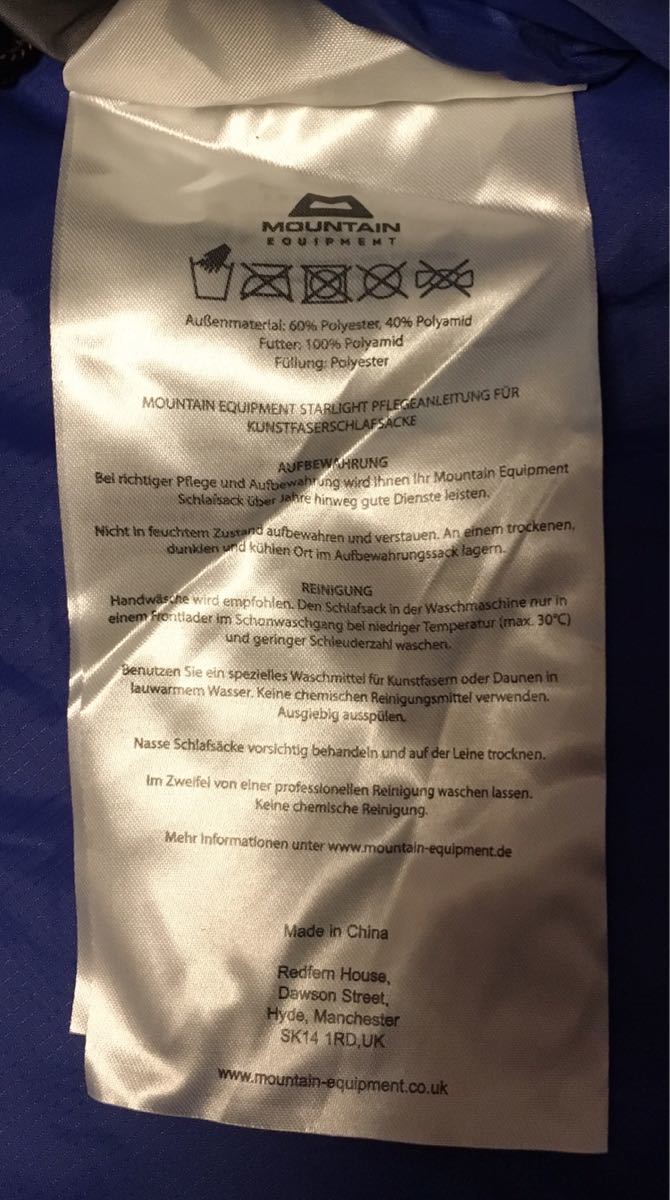 MOUNTAIN
EQUIPMENT
Außenmaterial: 60% Polyester, 40% Polyamid
Futter: 100% Polyamid
Füllung: Polyester
MOUNTAIN EQUIPMENT STARLIGHT PFLEGEANLEITUNG FÜR
KUNSTFASERSCHLAFSÄCKE
AUFBEWAHRUNG
Bei richtiger Pflege und Aufbewahrung wird Ihnen Ihr Mountain Equipment
Schlafsack über Jahre hinweg gute Dienste leisten.
Nicht in feuchtem Zustand aufbewahren und verstauen. An einem trockenen,
dunklen und kühlen Ort im Aufbewahrungssack lagern.
REINIGUNG
Handwäsche wird empfohlen. Den Schlafsack in der Waschmaschine nur in
einem Frontlader im Schonwaschgang bei niedriger Temperatur (max. 30°C)
und geringer Schleuderzahl waschen.
Benutzen Sie ein spezielles Waschmittel für Kunstfasern oder Daunen in
lauwarmem Wasser. Keine chemischen Reinigungsmittel verwenden.
Ausgiebig ausspülen.
Nasse Schlafsäcke vorsichtig behandeln und auf der Leine trocknen.
Im Zweifel von einer professionellen Reinigung waschen lassen.
Keine chemische Reinigung.
Mehr Informationen unter www.mountain-equipment.de
Made in China
Redfern House,
Dawson Street,
Hyde, Manchester
SK14 1RD,UK
www.mountain-equipment.co.uk